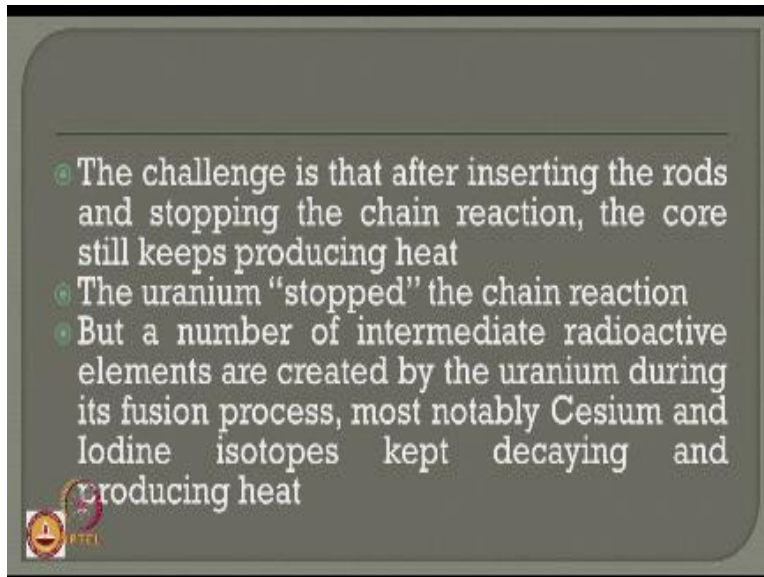 The challenge is that after inserting the rods
and stopping the chain reaction, the core
still keeps producing heat
The uranium “stopped” the chain reaction
But a number of intermediate radioactive
elements are created by the uranium during
its fusion process, most notably Cesium and
Iodine isotopes kept decaying and
producing heat
PTEL